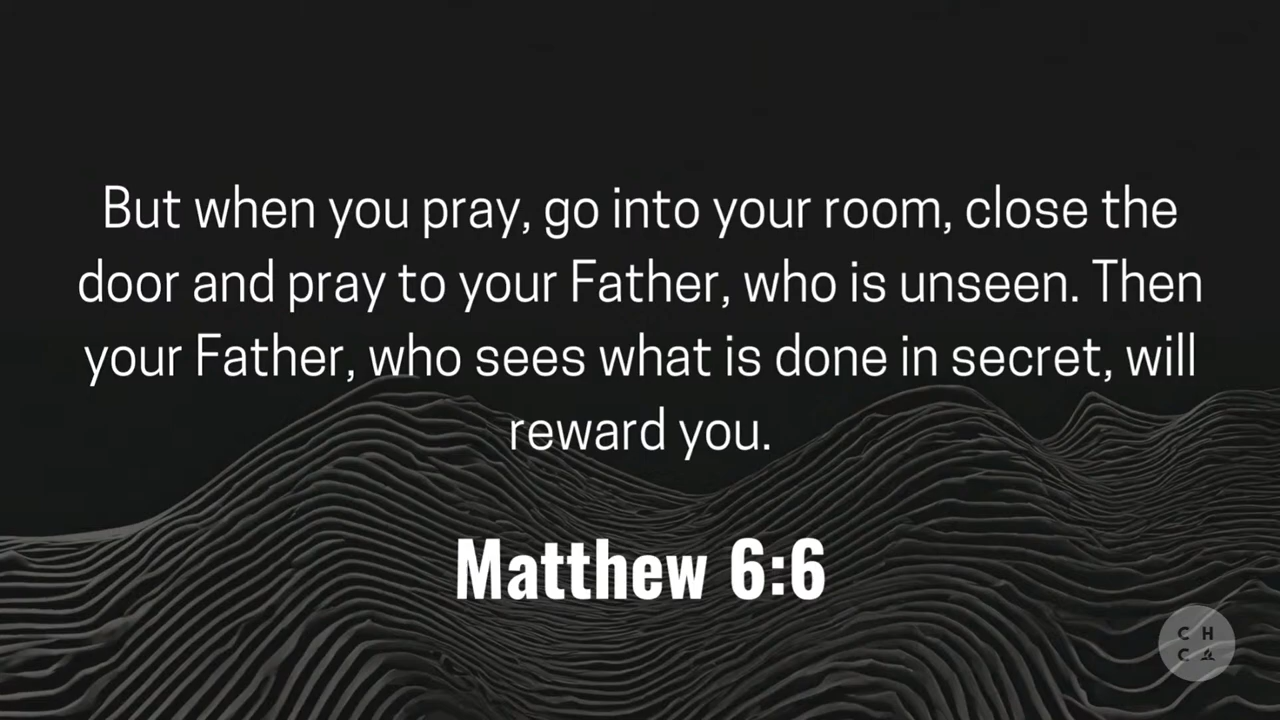 But when you pray, go into your room, close the
door and pray to your Father, who is unseen. Then
your Father, who sees what is done in secret, will
reward you.
Matthew 6:6
C H
C